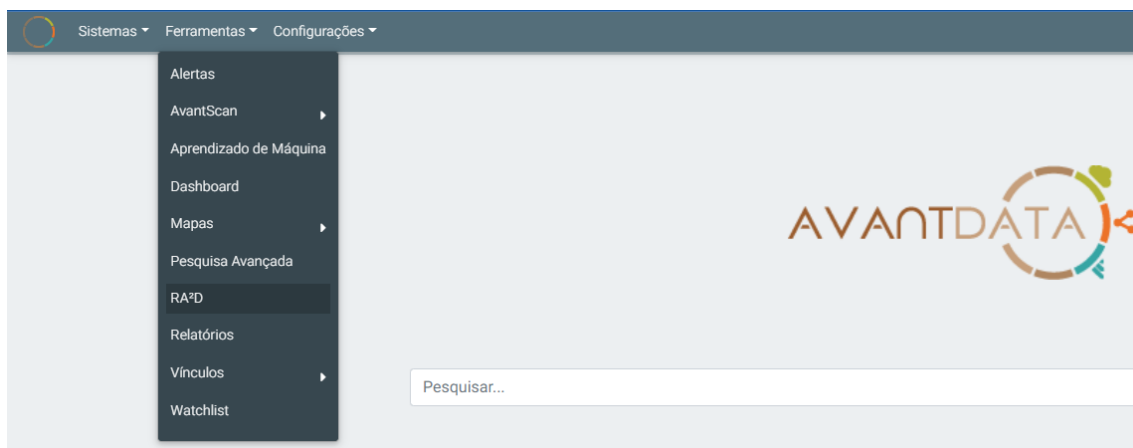 Sistemas Ferramentas Configurações
Alertas
AvantScan
Aprendizado de Máquina
Dashboard
Mapas
Pesquisa Avançada
RA²D
Relatórios
Vínculos
Watchlist
AVANTDATA
Pesquisar...